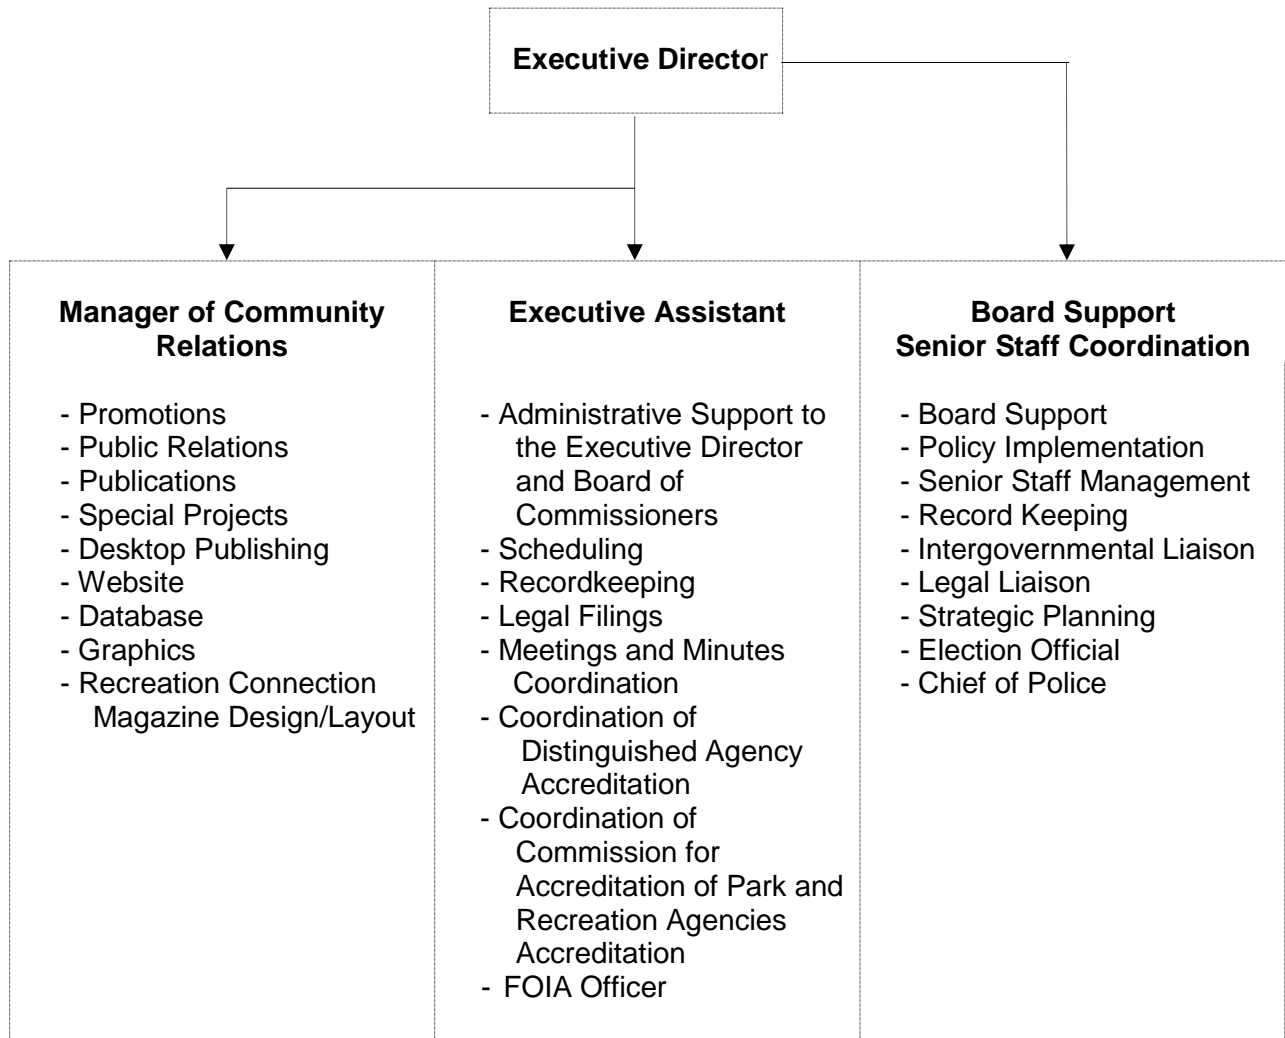 Executive Director
Manager of Community
Relations
- Promotions
- Public Relations
- Publications
- Special Projects
- Desktop Publishing
- Website
- Database
- Graphics
- Recreation Connection
Magazine Design/Layout
Executive Assistant
- Administrative Support to
the Executive Director
and Board of
Commissioners
- Scheduling
- Recordkeeping
- Legal Filings
- Meetings and Minutes
Coordination
- Coordination of
Distinguished Agency
Accreditation
- Coordination of
Commission for
Accreditation of Park and
Recreation Agencies
Accreditation
- FOIA Officer
Board Support
Senior Staff Coordination
- Board Support
- Policy Implementation
- Senior Staff Management
- Record Keeping
- Intergovernmental Liaison
- Legal Liaison
- Strategic Planning
- Election Official
- Chief of Police